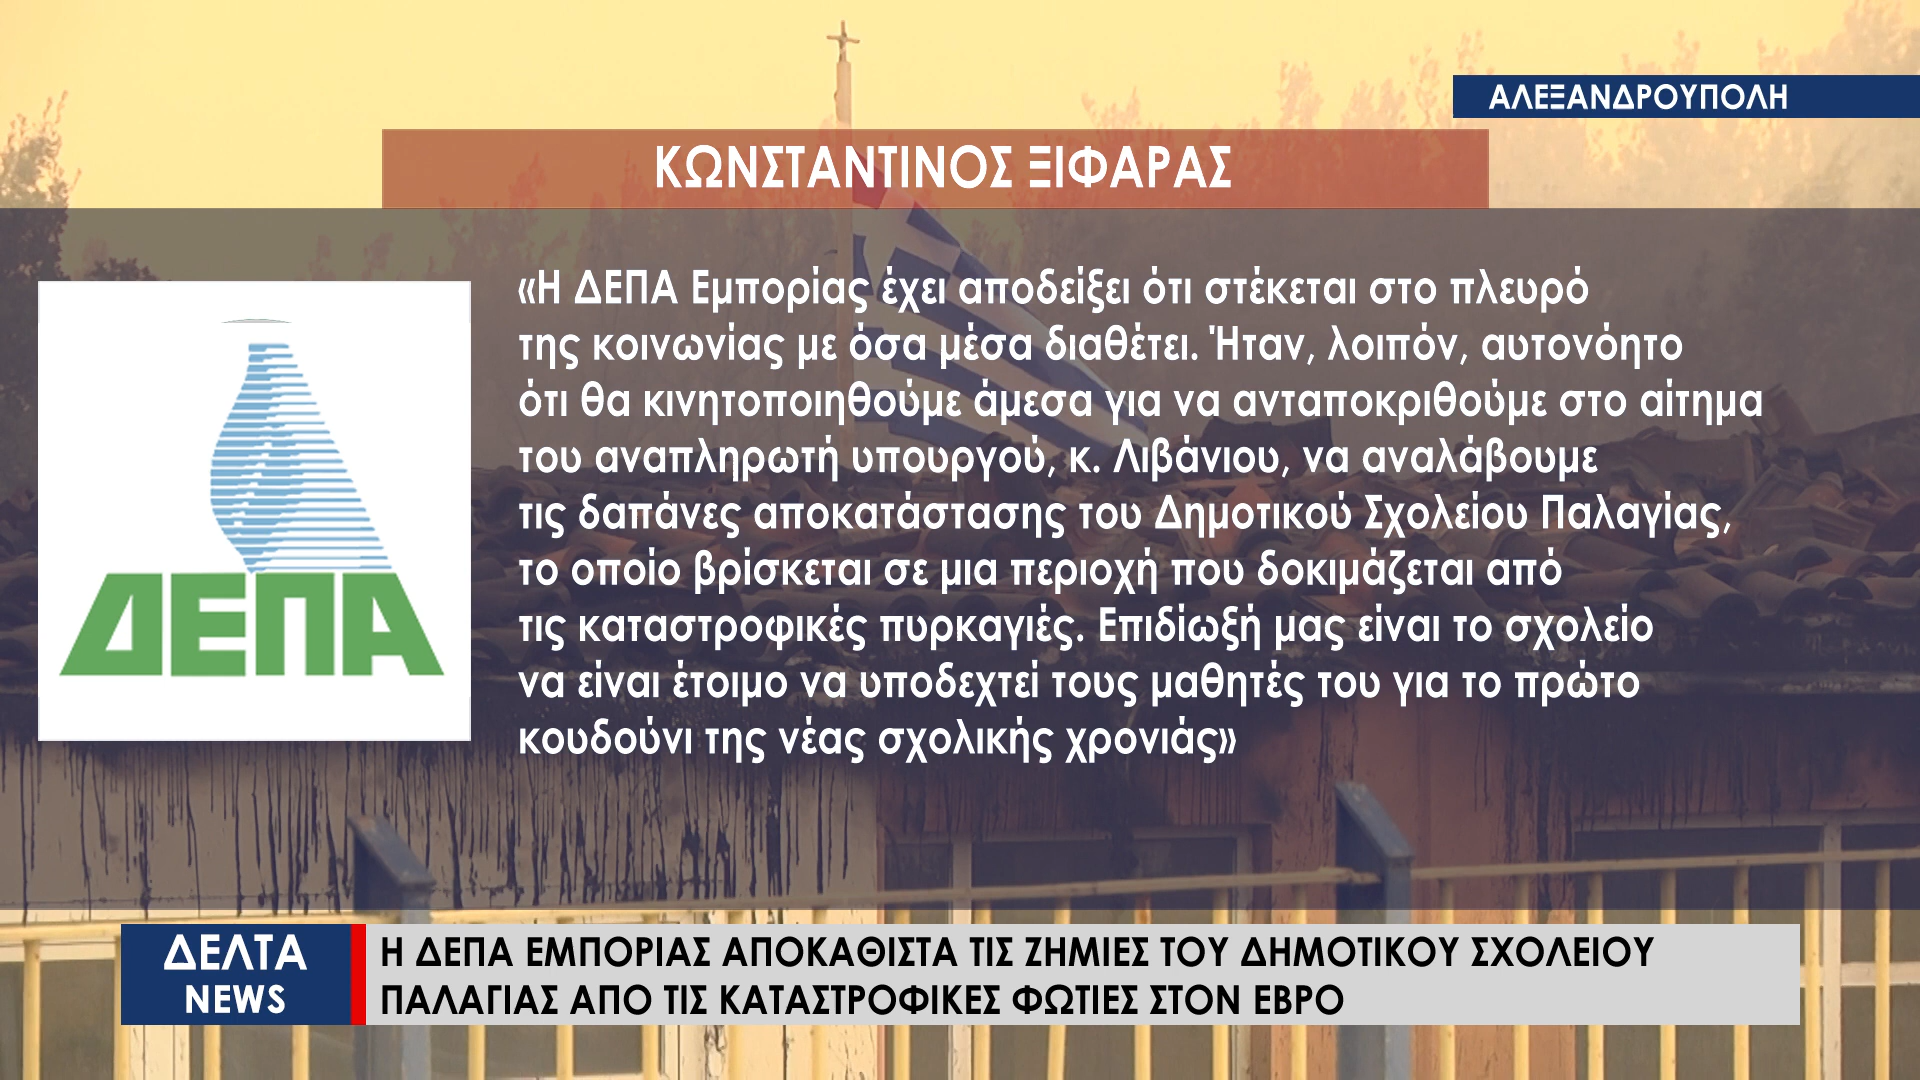 ΑΛΕΞΑΝΔΡΟΥΠΟΛΗ
ΚΩΝΣΤΑΝΤΙΝΟΣ ΞΙΦΑΡΑΣ
«Η ΔΕΠΑ Εμπορίας έχει αποδείξει ότι στέκεται στο πλευρό
της κοινωνίας με όσα μέσα διαθέτει. Ήταν, λοιπόν, αυτονόητο
ότι θα κινητοποιηθούμε άμεσα για να ανταποκριθούμε στο αίτημα
του αναπληρωτή υπουργού, κ. Λιβάνιου, να αναλάβουμε
τις δαπάνες αποκατάστασης του Δημοτικού Σχολείου Παλαγίας,
το οποίο βρίσκεται σε μια περιοχή που δοκιμάζεται από
τις καταστροφικές πυρκαγιές. Επιδίωξή μας είναι το σχολείο
να είναι έτοιμο να υποδεχτεί τους μαθητές του για το πρώτο
κουδούνι της νέας σχολικής χρονιάς»
ΔΕΠΑ
ΔΕΛΤΑ
NEWS
Η ΔΕΠΑ ΕΜΠΟΡΙΑΣ ΑΠΟΚΑΘΙΣΤΑ ΤΙΣ ΖΗΜΙΕΣ ΤΟΥ ΔΗΜΟΤΙΚΟΥ ΣΧΟΛΕΙΟΥ
ΠΑΛΑΓΙΑΣ ΑΠΟ ΤΙΣ ΚΑΤΑΣΤΡΟΦΙΚΕΣ ΦΩΤΙΕΣ ΣΤΟΝ ΕΒΡΟ